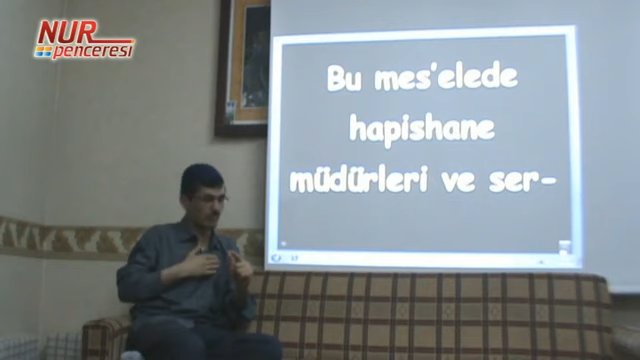 NUR
penceresi
Bu mes'elede
hapishane
müdürleri ve ser-